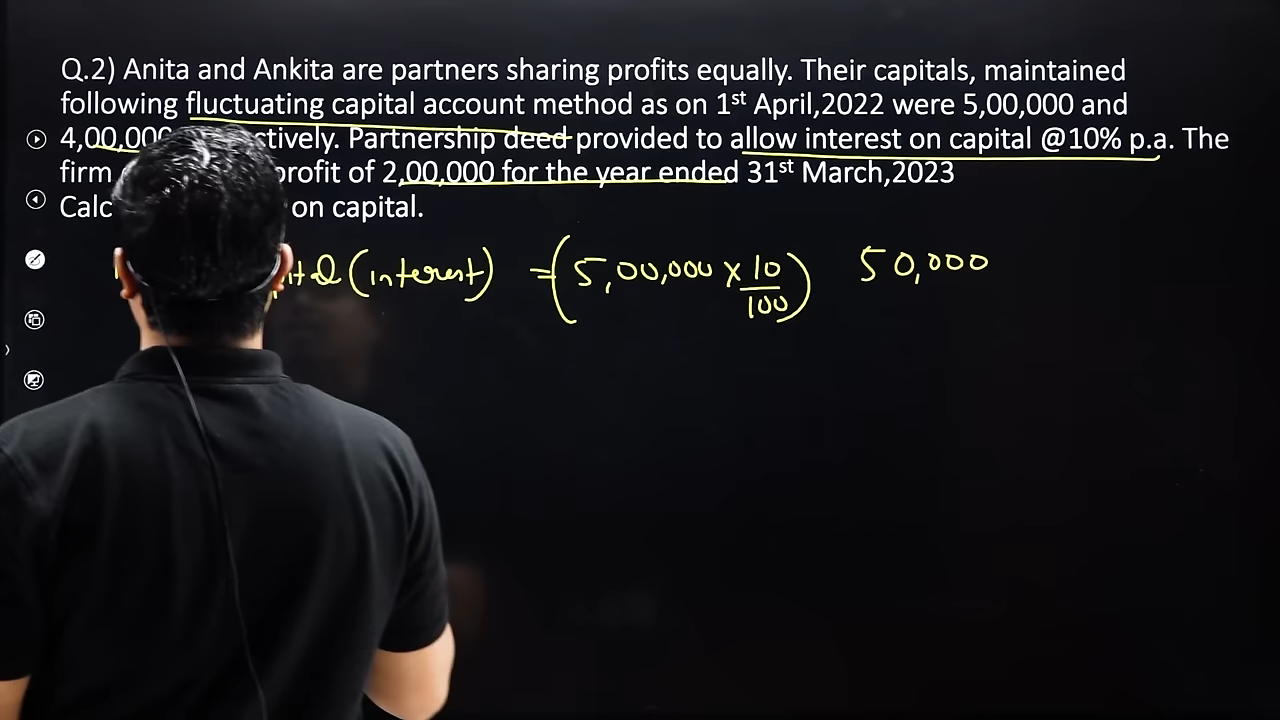 Q.2) Anita and Ankita are partners sharing profits equally. Their capitals, maintained
following fluctuating capital account method as on 1st April,2022 were 5,00,000 and
4,00,000 Partnership deed provided to allow interest on capital @10% p.a. The
firm profit of 2,00,000 for the year ended 31st March,2023
on capital.
(interest) = (5,00,000 x 10/100) 50,000